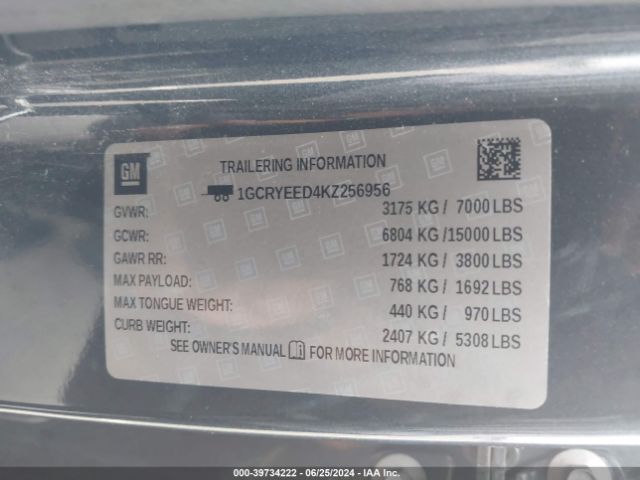 GM
TRAILERING INFORMATION
1GCRYEED4KZ256956
GVWR: 3175 KG / 7000 LBS
GCWR: 6804 KG /15000 LBS
GAWR RR: 1724 KG / 3800 LBS
MAX PAYLOAD: 768 KG / 1692 LBS
MAX TONGUE WEIGHT: 440 KG / 970 LBS
CURB WEIGHT: 2407 KG / 5308 LBS
SEE OWNER'S MANUAL FOR MORE INFORMATION
000-39734222 / 06/25/2024 / IAAI.COM